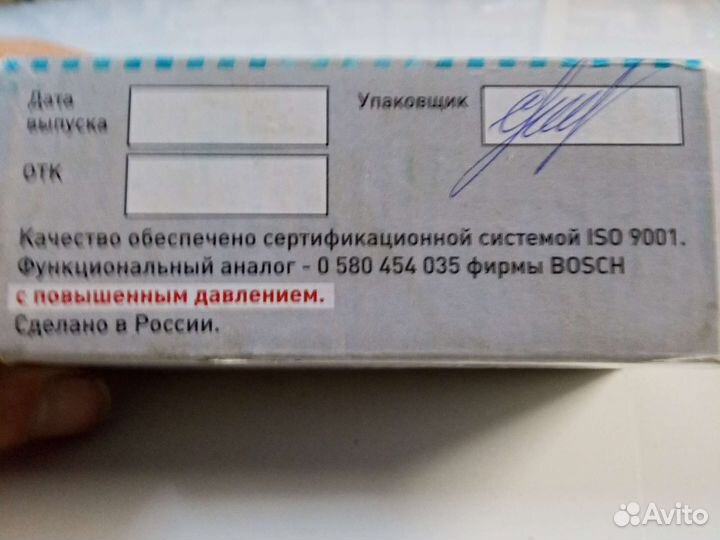 Дата
выпуска
Упаковщик
ОТК
Качество обеспечено сертификационной системой ISO 9001.
Функциональный аналог - 0 580 454 035 фирмы BOSCH
с повышенным давлением.
Сделано в России.
Avito